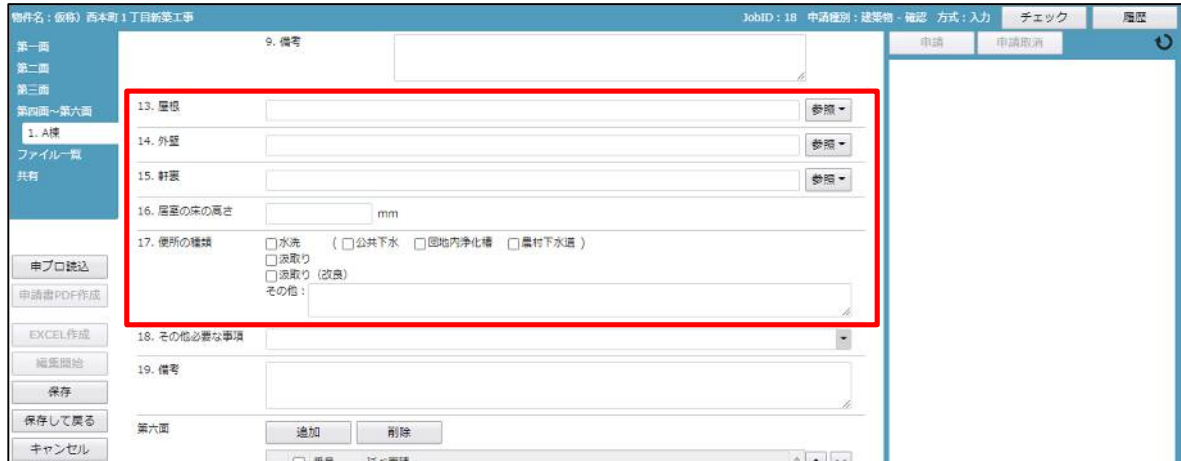 物件名：仮称）西本町１丁目新築工事 JobID：18 申請種別：建築物 - 確認 方式：入力 チェック 履歴
第一面
第二面
第三面
第四面～第六面
1. A棟
ファイル一覧
共有
申プロ読込
申請書PDF作成
EXCEL作成
編集開始
保存
保存して戻る
キャンセル
9. 備考
13. 屋根 参照
14. 外壁 参照
15. 軒裏 参照
16. 居室の床の高さ mm
17. 便所の種類 水洗 （ 公共下水 団地内浄化槽 農村下水道 ）
汲取り
汲取り（改良）
その他：
18. その他必要な事項
19. 備考
第六面 追加 削除
申請 申請取消